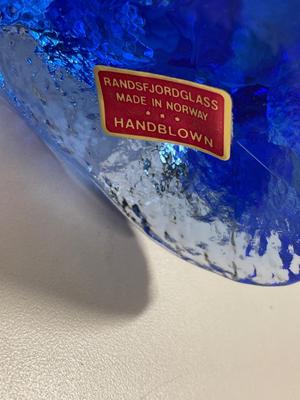 RANDSFJORDGLASS
MADE IN NORWAY
* * *
HANDBLOWN